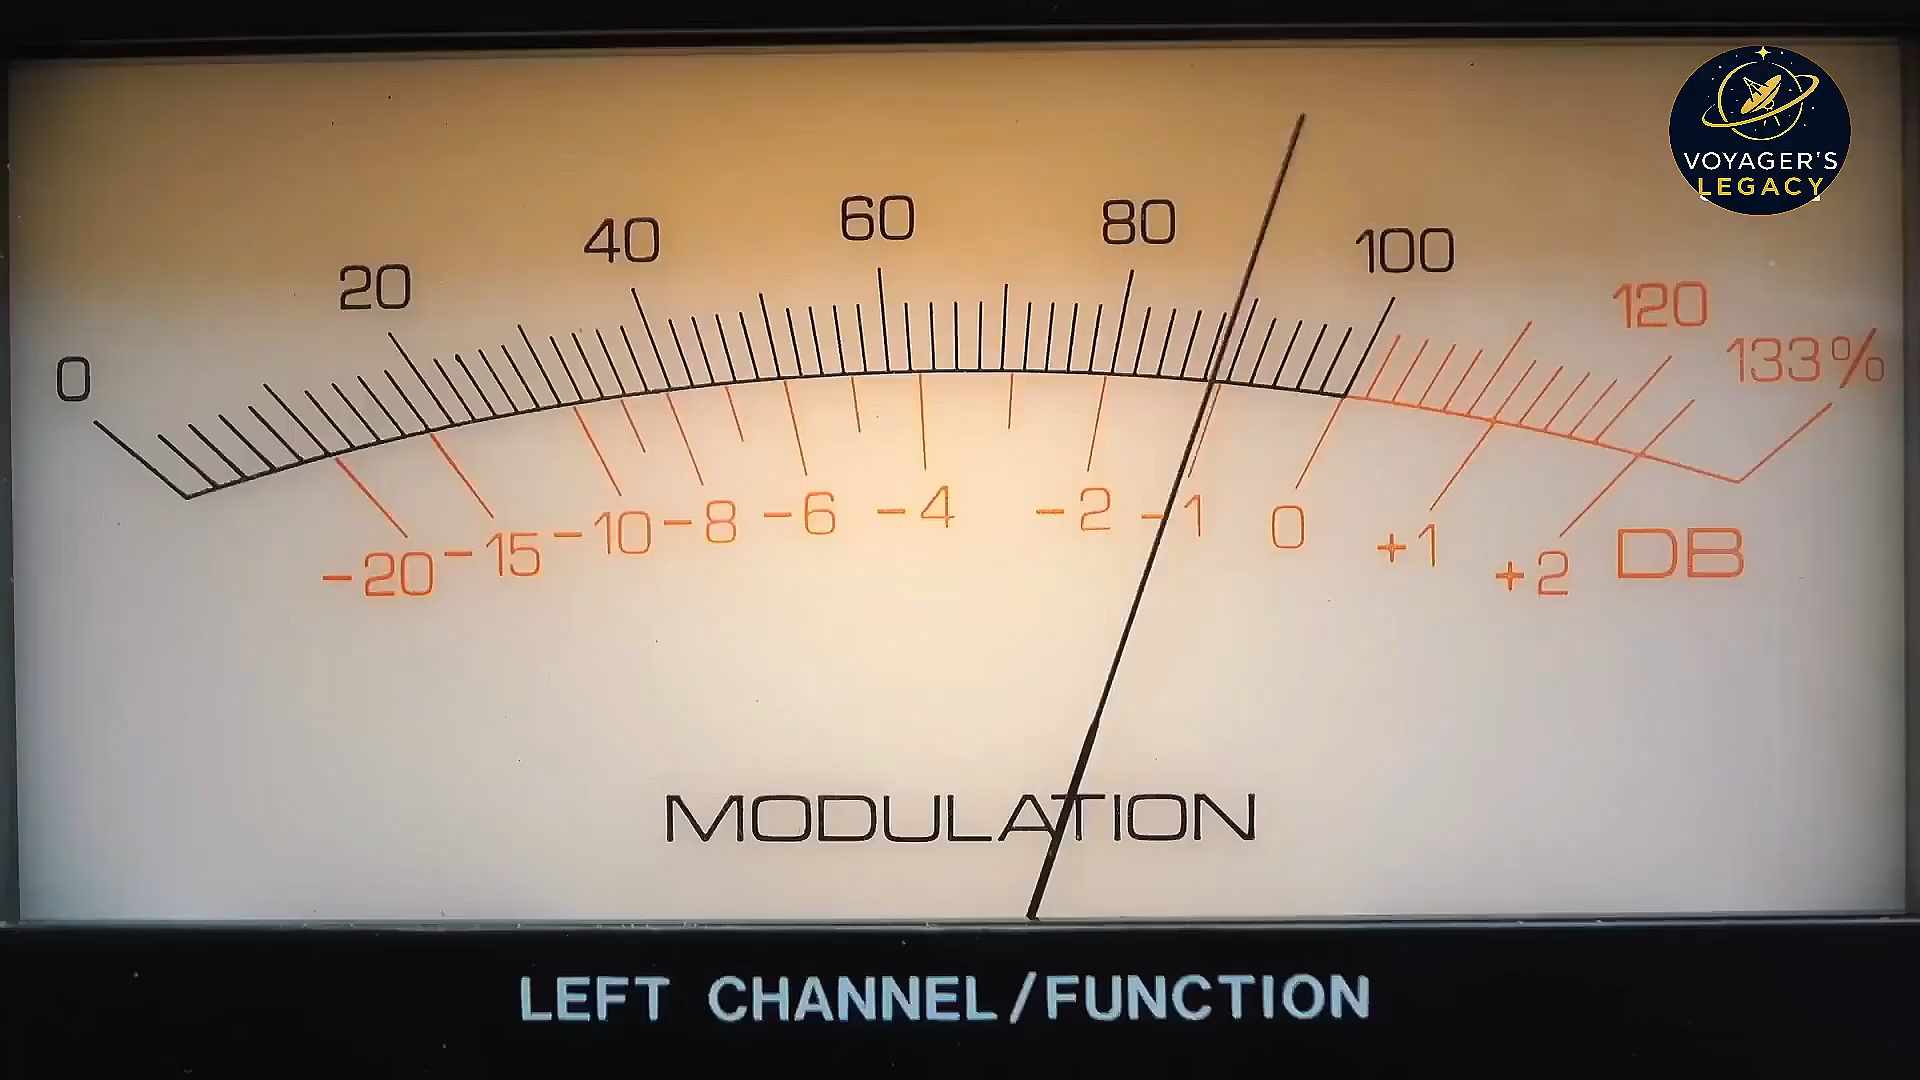 0 20 40 60 80 100 120 133%
-20 -15 -10 -8 -6 -4 -2 -1 0 +1 +2 DB
MODULATION
LEFT CHANNEL/FUNCTION
VOYAGER'S
LEGACY